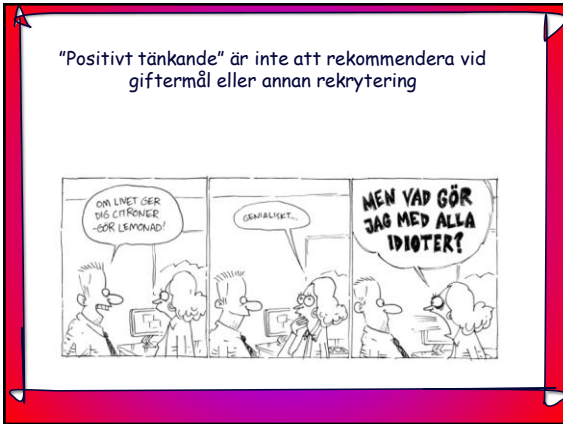 ”Positivt tänkande” är inte att rekommendera vid
giftermål eller annan rekrytering
OM LIVET GER
DIG CITRONER
-GÖR LEMONAD!
GENIALISKT...
MEN VAD GÖR
JAG MED ALLA
IDIOTER?